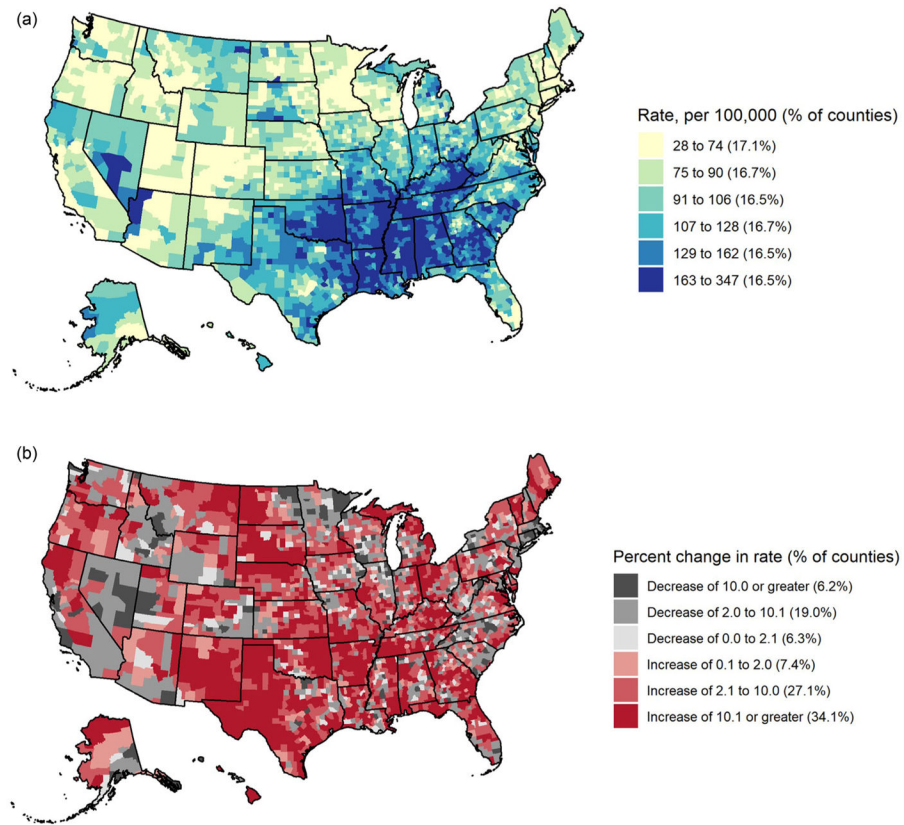 (a)
Rate, per 100,000 (% of counties)
28 to 74 (17.1%)
75 to 90 (16.7%)
91 to 106 (16.5%)
107 to 128 (16.7%)
129 to 162 (16.5%)
163 to 347 (16.5%)
(b)
Percent change in rate (% of counties)
Decrease of 10.0 or greater (6.2%)
Decrease of 2.0 to 10.1 (19.0%)
Decrease of 0.0 to 2.1 (6.3%)
Increase of 0.1 to 2.0 (7.4%)
Increase of 2.1 to 10.0 (27.1%)
Increase of 10.1 or greater (34.1%)